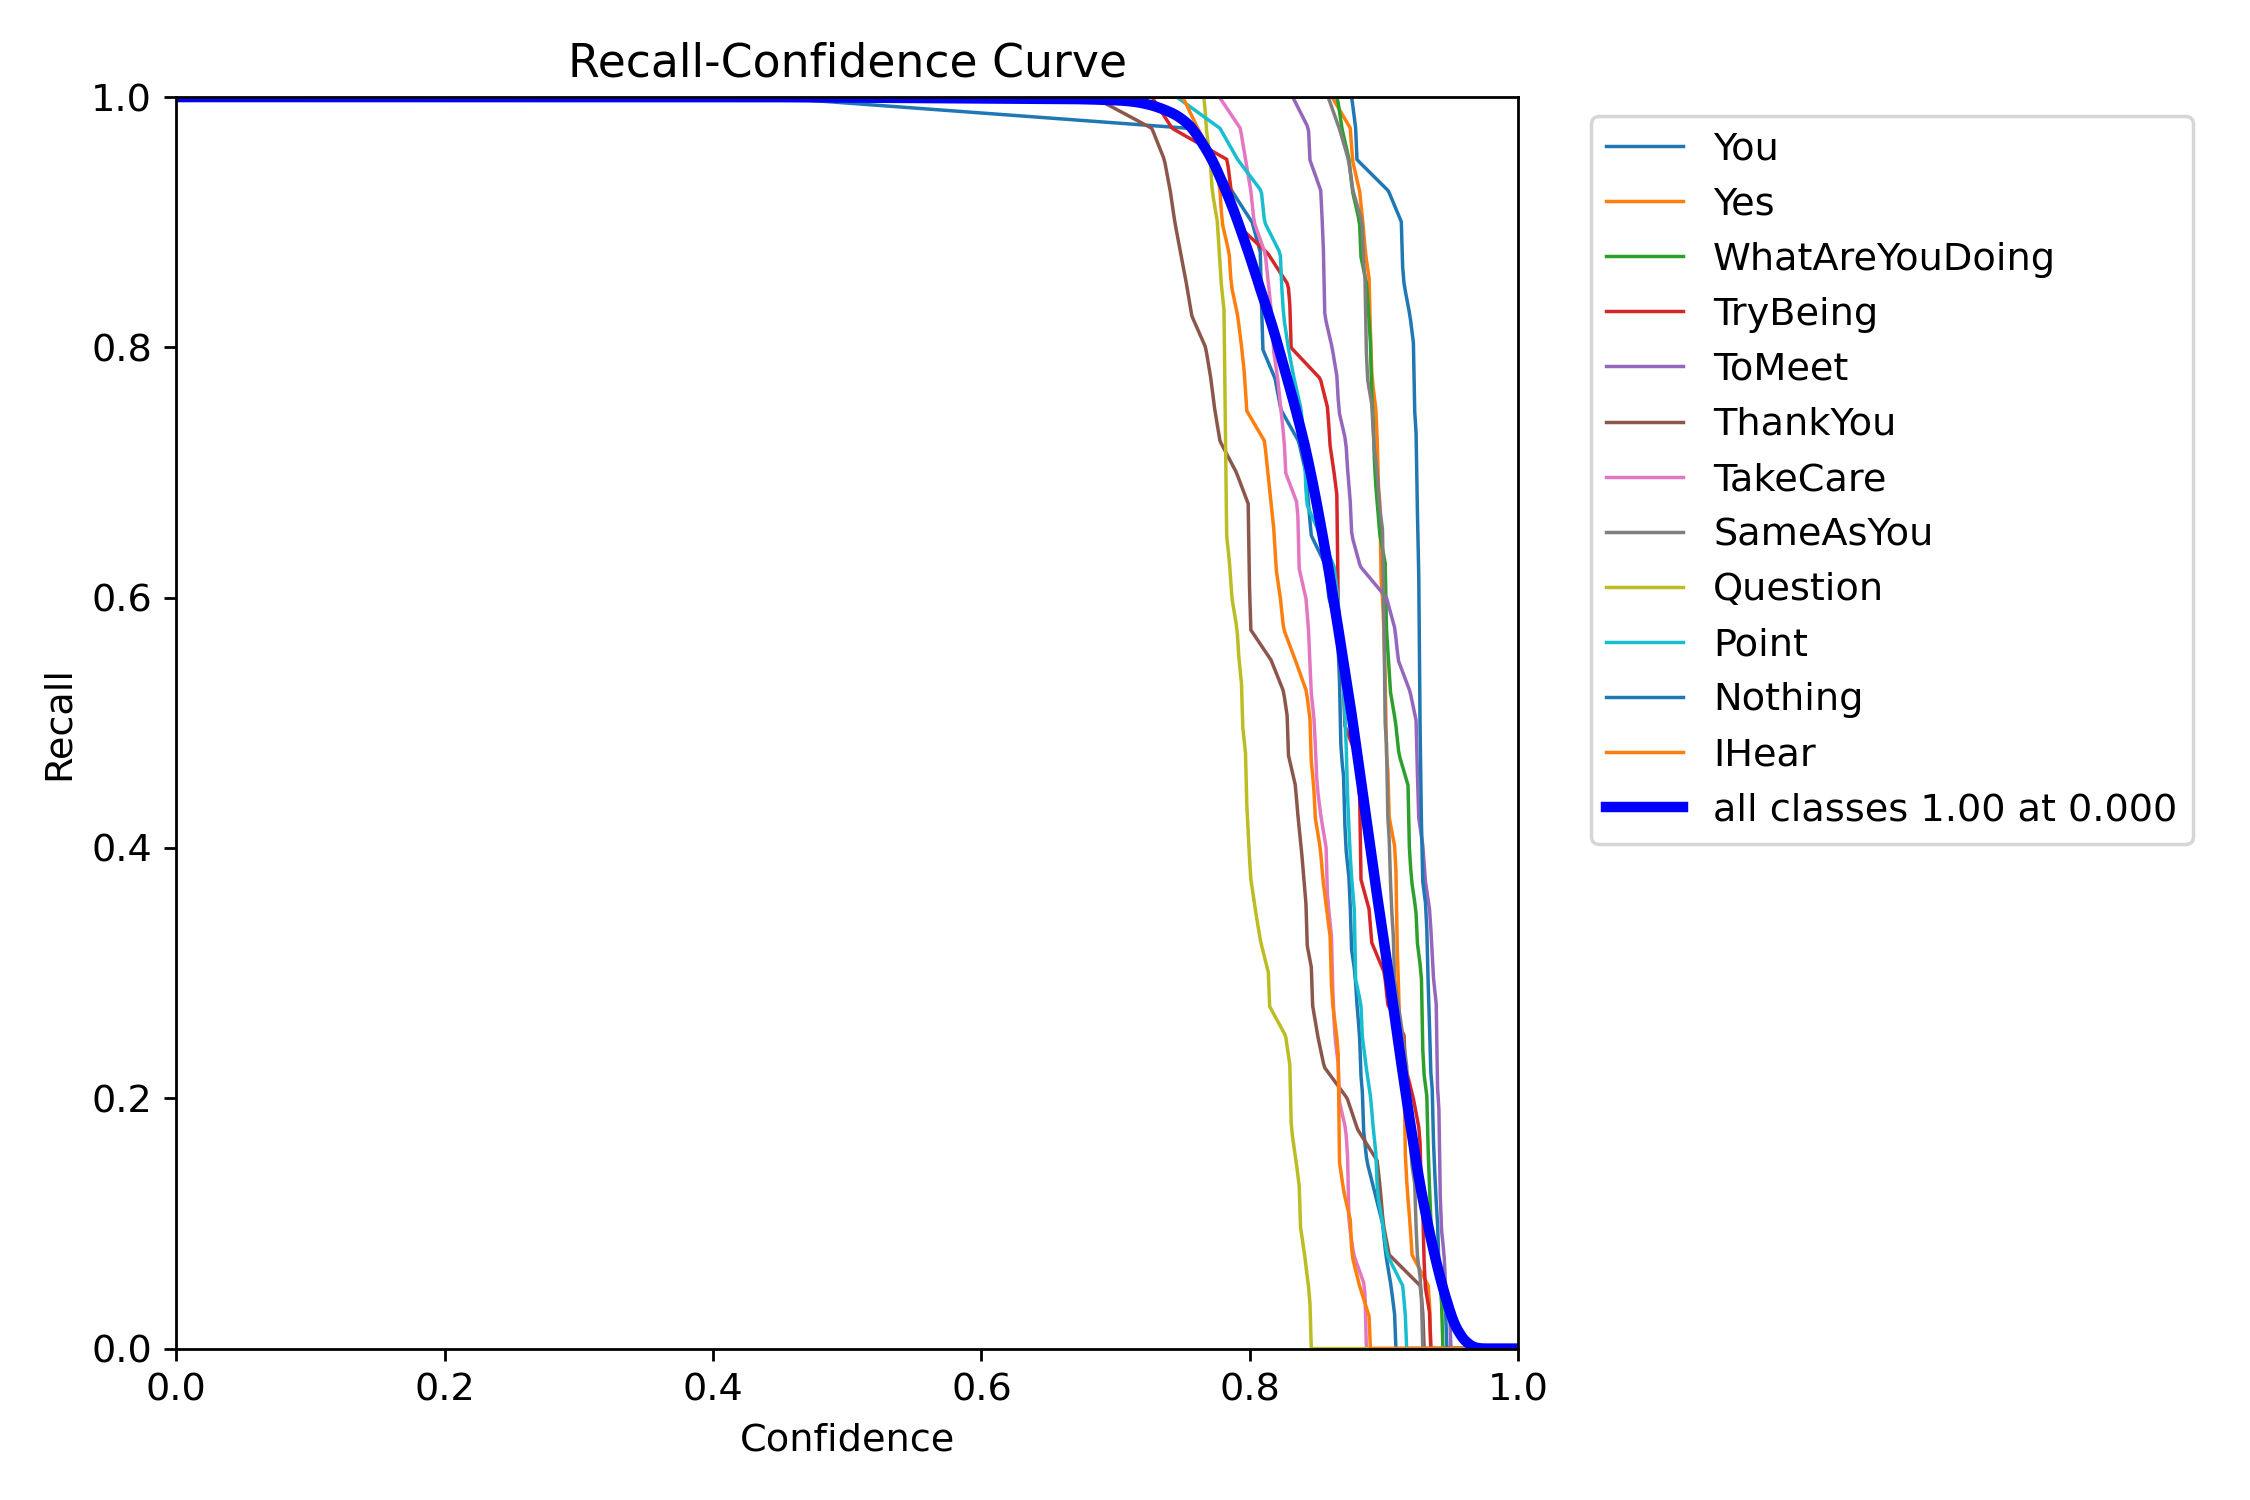 Recall-Confidence Curve
1.0
0.8
0.6
0.4
0.2
0.0
Recall
0.0 0.2 0.4 0.6 0.8 1.0
Confidence
You
Yes
WhatAreYouDoing
TryBeing
ToMeet
ThankYou
TakeCare
SameAsYou
Question
Point
Nothing
IHear
all classes 1.00 at 0.000